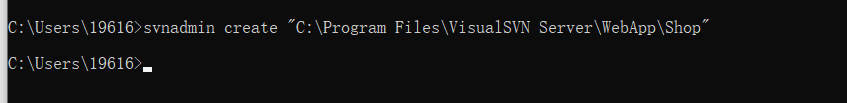 C:\Users\19616>svnadmin create "C:\Program Files\VisualSVN Server\WebApp\Shop"
C:\Users\19616>